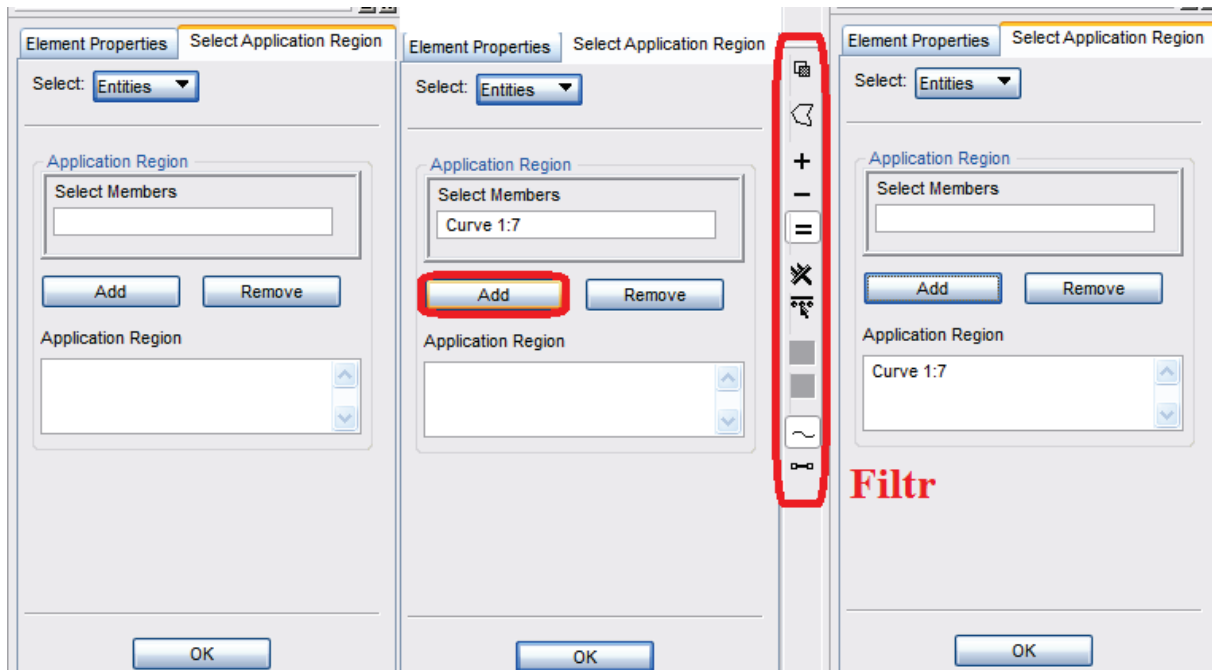 Element Properties
Select Application Region
Select: Entities
Application Region
Select Members
Add
Remove
Application Region
OK
Element Properties
Select Application Region
Select: Entities
Application Region
Select Members
Curve 1:7
Add
Remove
Application Region
OK
Filtr
Element Properties
Select Application Region
Select: Entities
Application Region
Select Members
Add
Remove
Application Region
Curve 1:7
OK